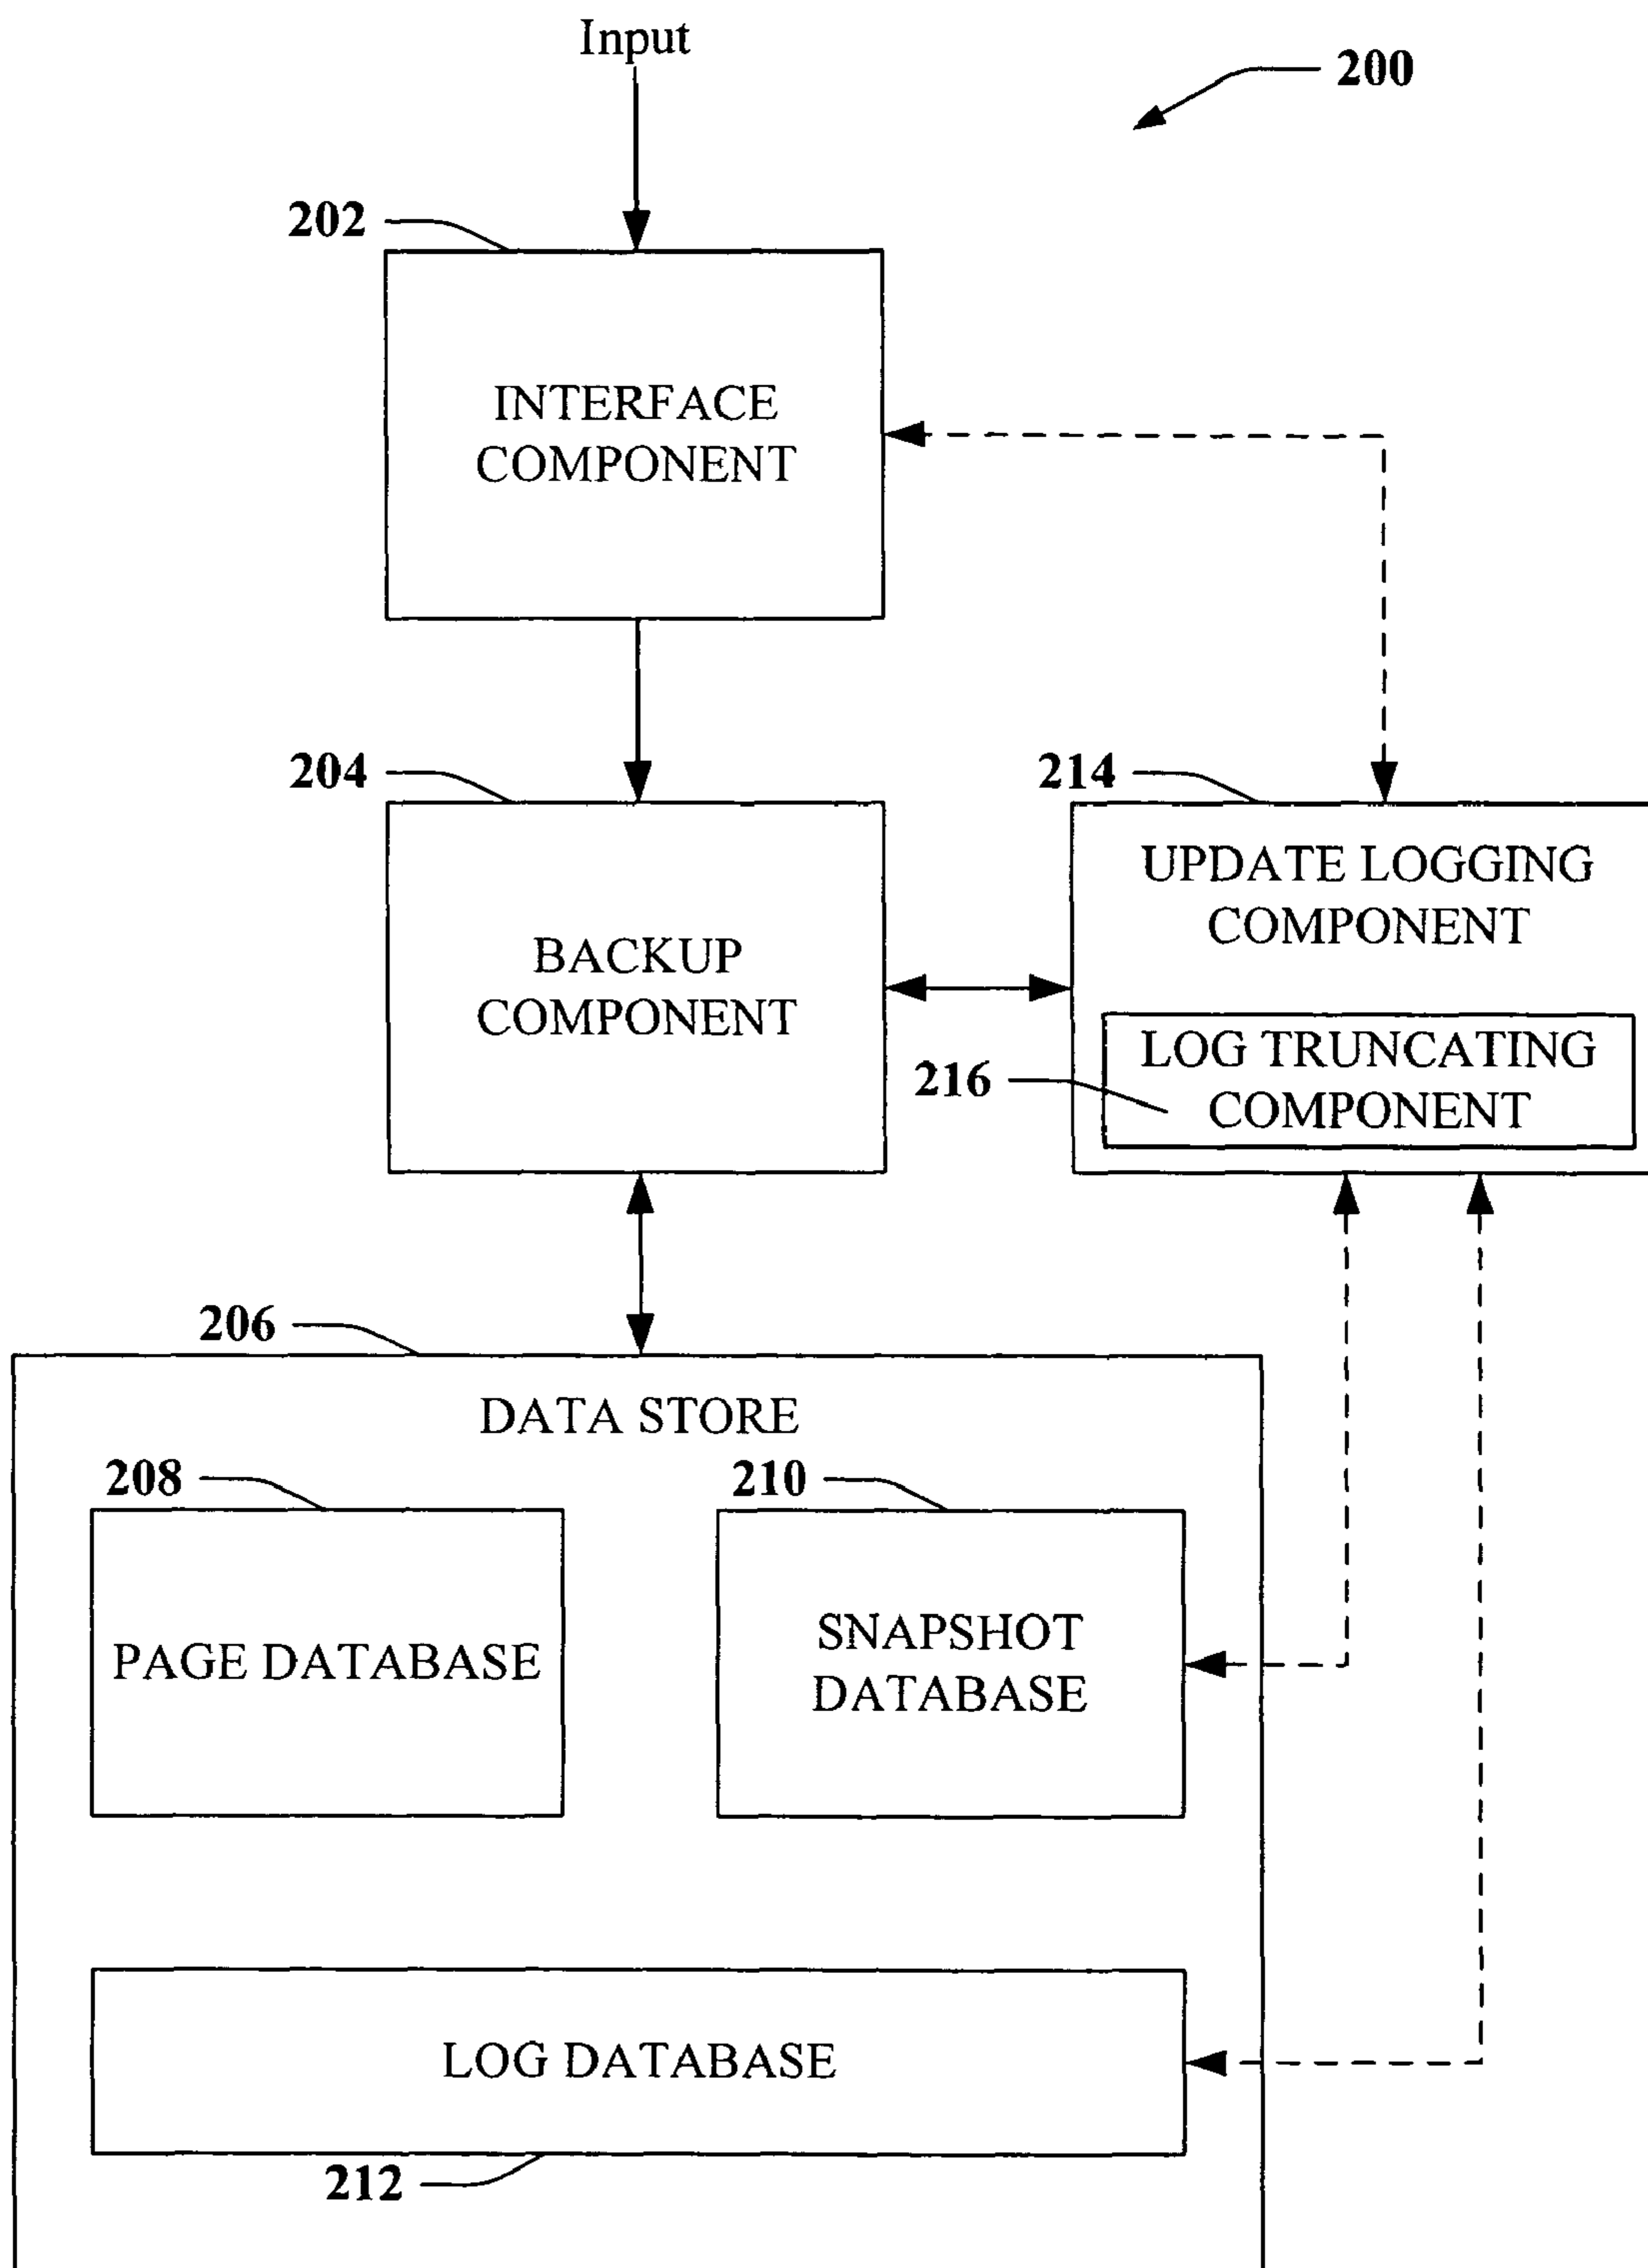 Input
200
202
INTERFACE
COMPONENT
204
214
BACKUP
COMPONENT
UPDATE LOGGING
COMPONENT
216
LOG TRUNCATING
COMPONENT
206
DATA STORE
208
210
PAGE DATABASE
SNAPSHOT
DATABASE
LOG DATABASE
212